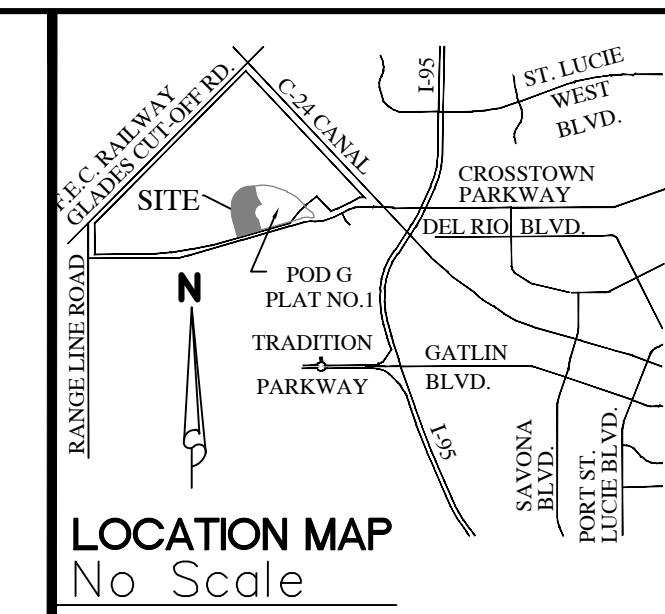 F.E.C. RAILWAY
GLADES CUT-OFF RD.
C-24 CANAL
I-95
ST. LUCIE
WEST
BLVD.
SITE
CROSSTOWN
PARKWAY
DEL RIO BLVD.
POD G
PLAT NO.1
N
RANGE LINE ROAD
TRADITION
PARKWAY
GATLIN
BLVD.
I-95
SAVONA
BLVD.
PORT ST.
LUCIE BLVD.
LOCATION MAP
No Scale